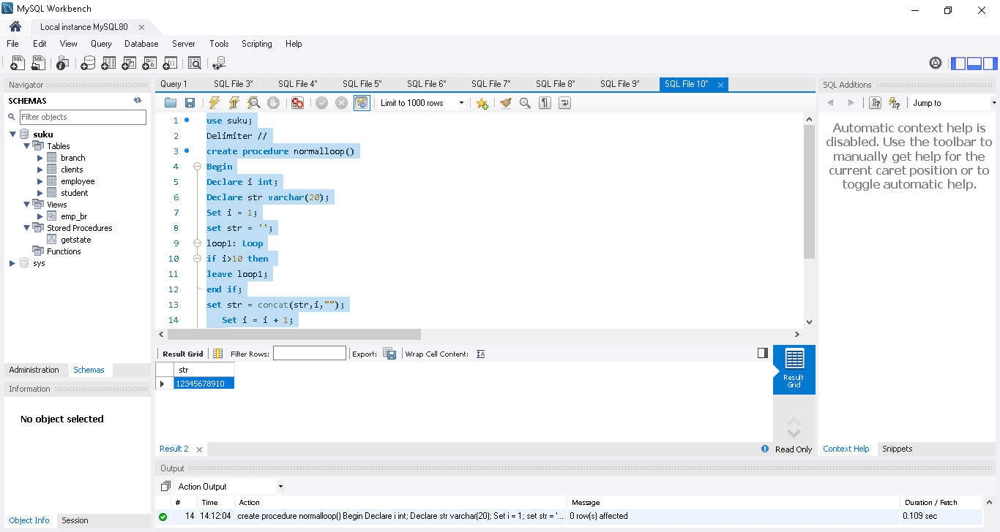 MySQL Workbench
Local instance MySQL80
File Edit View Query Database Server Tools Scripting Help
Navigator
SCHEMAS
Filter objects
suku
Tables
branch
clients
employee
student
Views
emp_br
Stored Procedures
getstate
Functions
sys
Administration Schemas
Information
No object selected
Object Info Session
Query 1 SQL File 3* SQL File 4* SQL File 5* SQL File 6* SQL File 7* SQL File 8* SQL File 9* SQL File 10*
Limit to 1000 rows
1 use suku;
2 Delimiter //
3 create procedure normalloop()
4 Begin
5 Declare i int;
6 Declare str varchar(20);
7 Set i = 1;
8 set str = '';
9 loop1: Loop
10 if i>10 then
11 leave loop1;
12 end if;
13 set str = concat(str,i,"");
14 Set i = i + 1;
Result Grid Filter Rows: Export: Wrap Cell Content:
str
12345678910
Result Grid
Result 2
Read Only
SQL Additions
Jump to
Automatic context help is
disabled. Use the toolbar to
manually get help for the
current caret position or to
toggle automatic help.
Context Help Snippets
Output
Action Output
# Time Action Message Duration / Fetch
14 14:12:04 create procedure normalloop() Begin Declare i int; Declare str varchar(20); Set i = 1; set str = '... 0 row(s) affected 0.109 sec